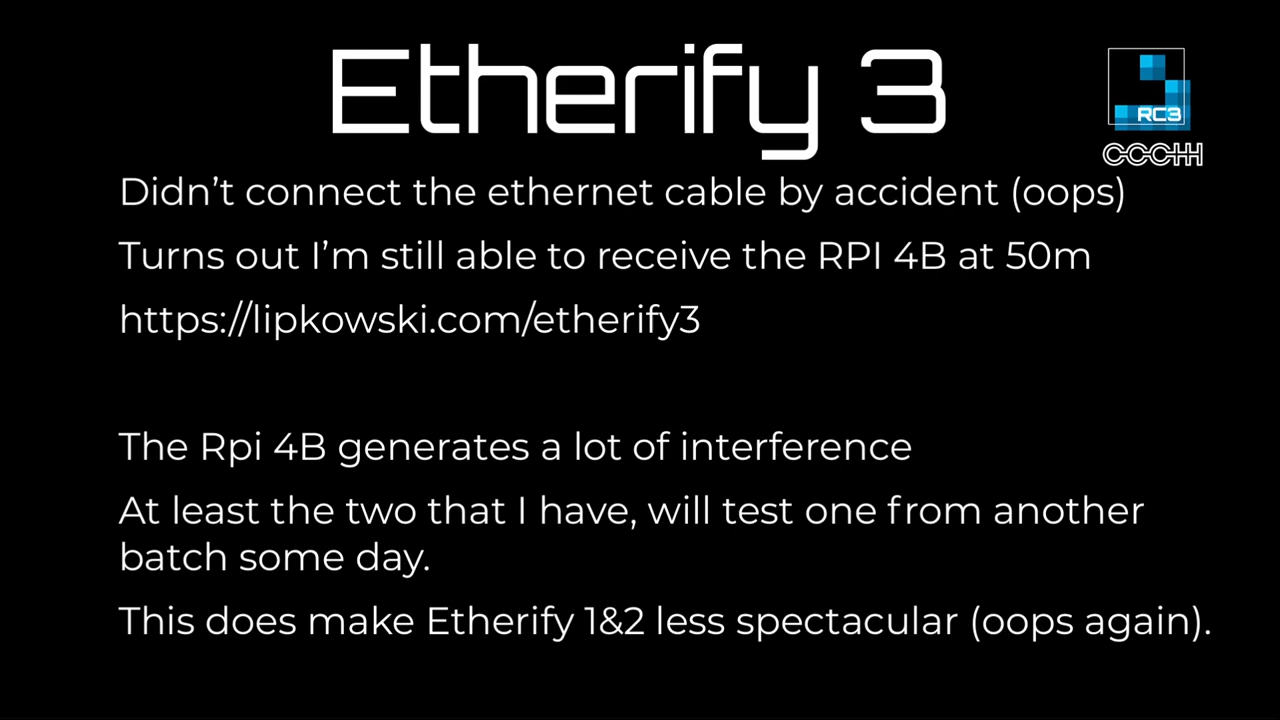 Etherify 3
RC3
CCCHH
Didn’t connect the ethernet cable by accident (oops)
Turns out I’m still able to receive the RPI 4B at 50m
https://lipkowski.com/etherify3
The Rpi 4B generates a lot of interference
At least the two that I have, will test one from another
batch some day.
This does make Etherify 1&2 less spectacular (oops again).